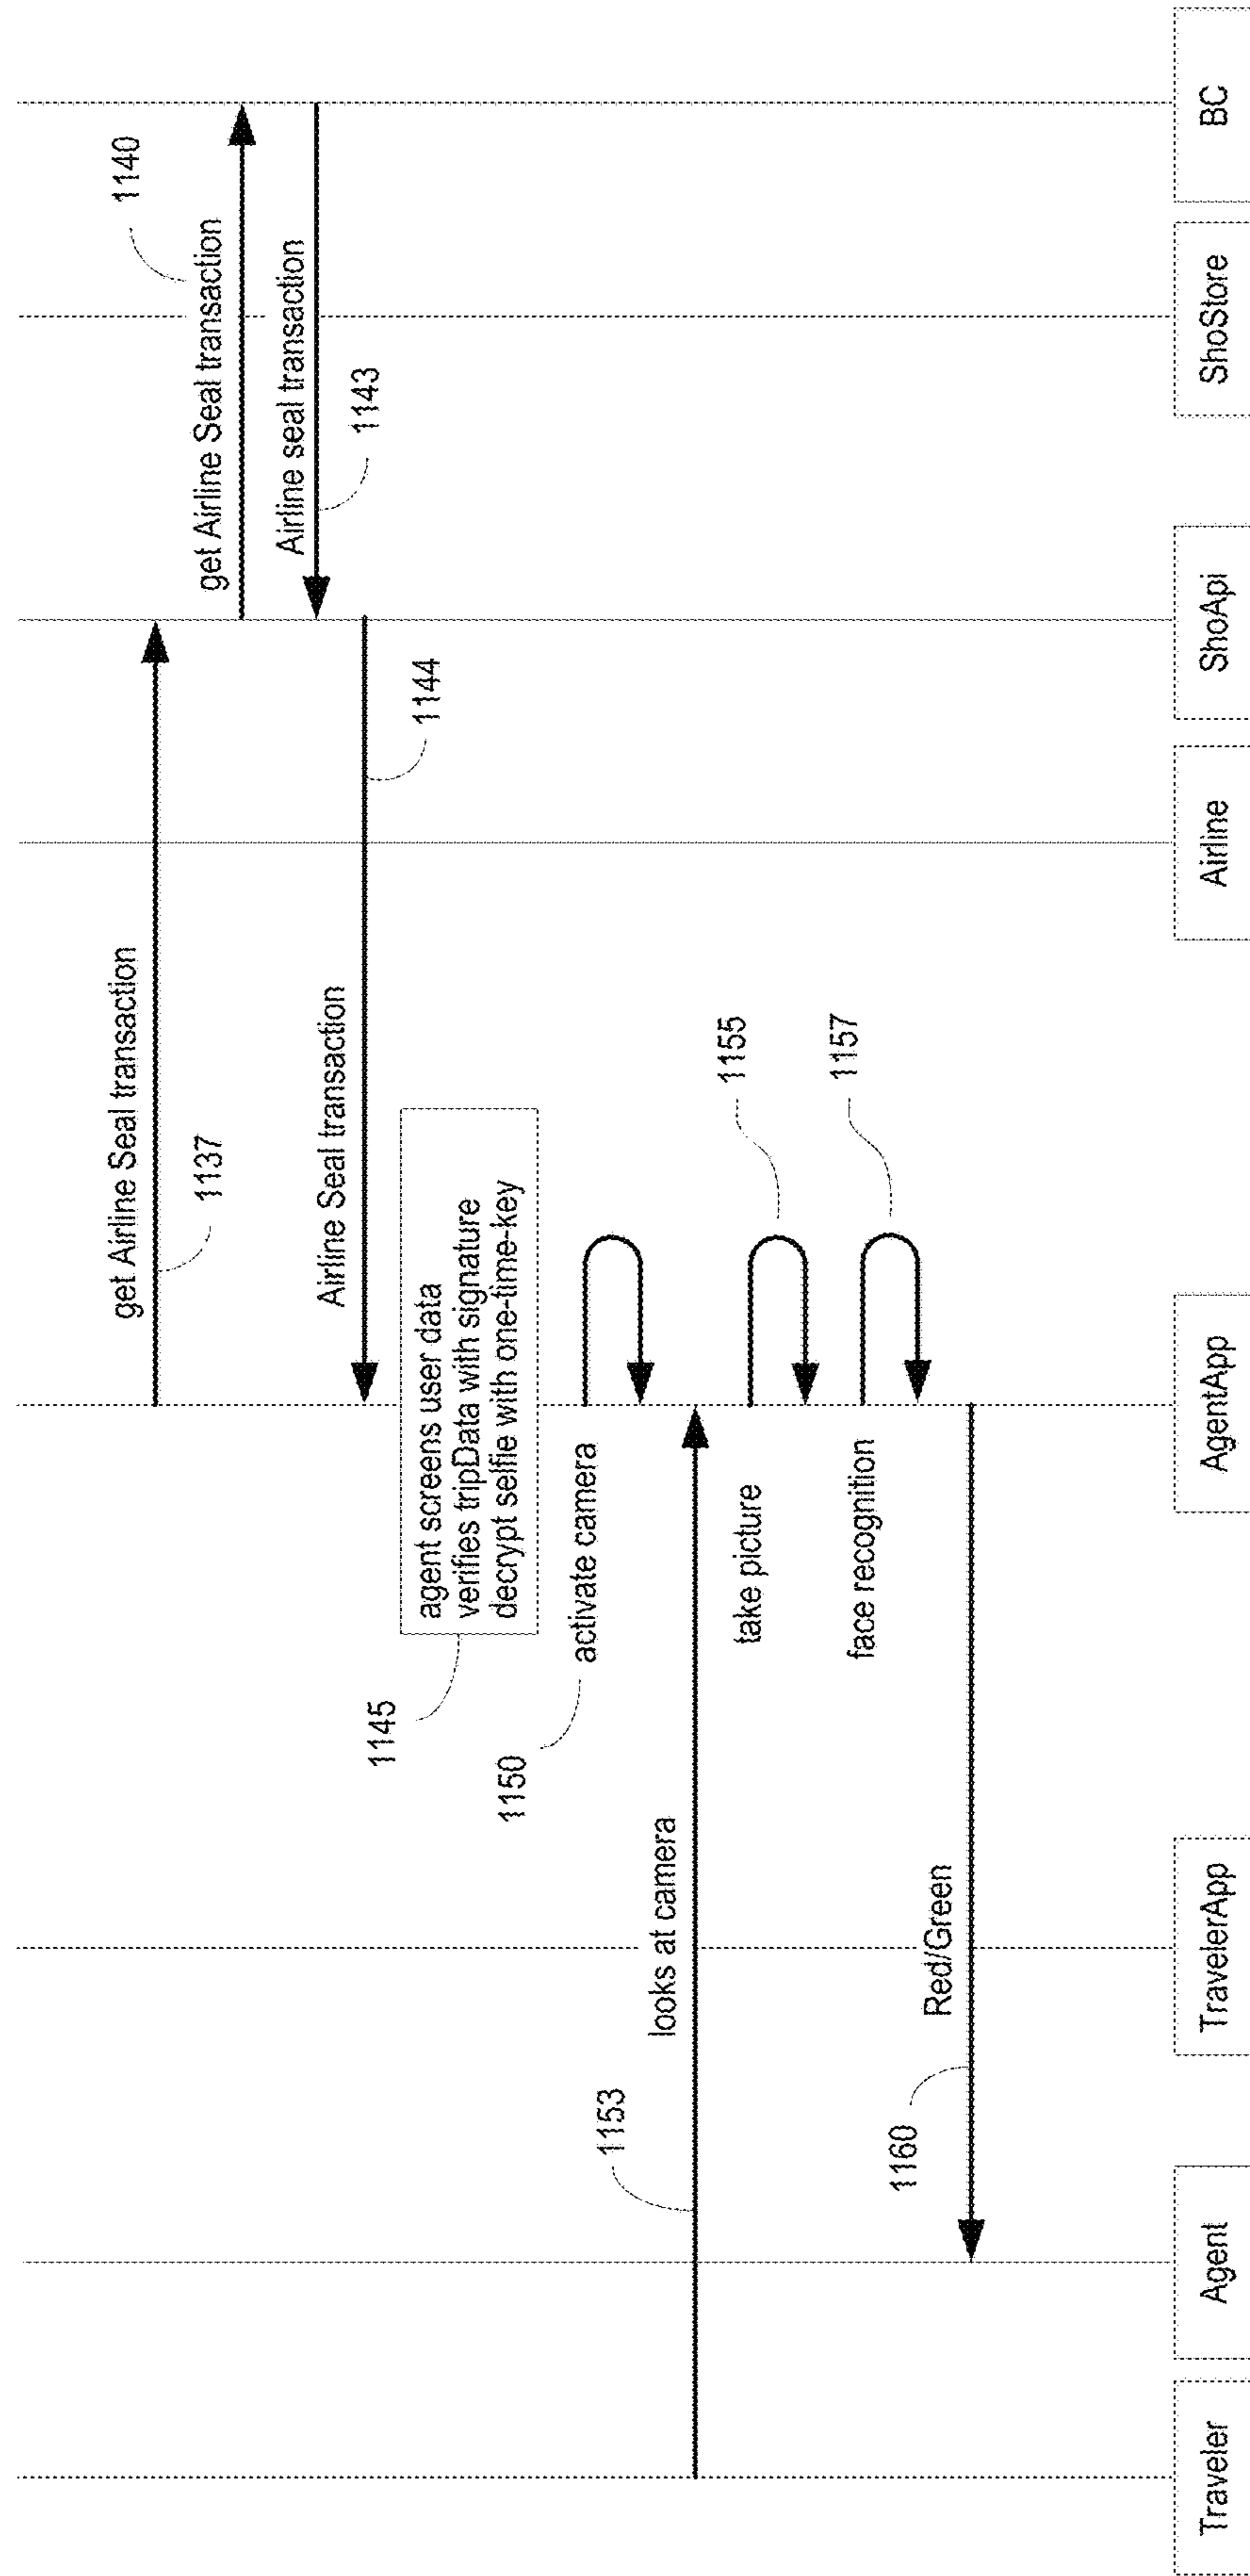 get Airline Seal transaction
1137
get Airline Seal transaction
1140
Airline seal transaction
1143
Airline Seal transaction
1144
agent screens user data
verifies tripData with signature
decrypt selfie with one-time-key
1145
activate camera
1150
looks at camera
1153
take picture
1155
face recognition
1157
Red/Green
1160
Traveler
Agent
TravelerApp
AgentApp
Airline
ShoApi
ShoStore
BC